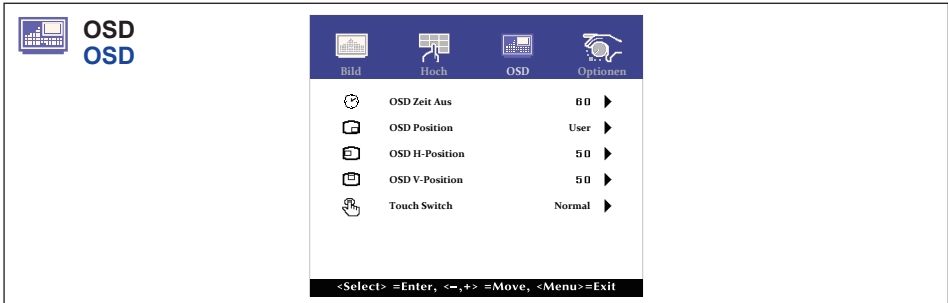 OSD
OSD
Bild Hoch OSD Optionen
OSD Zeit Aus 60
OSD Position User
OSD H-Position 50
OSD V-Position 50
Touch Switch Normal
<Select> =Enter, <–,+> =Move, <Menu>=Exit